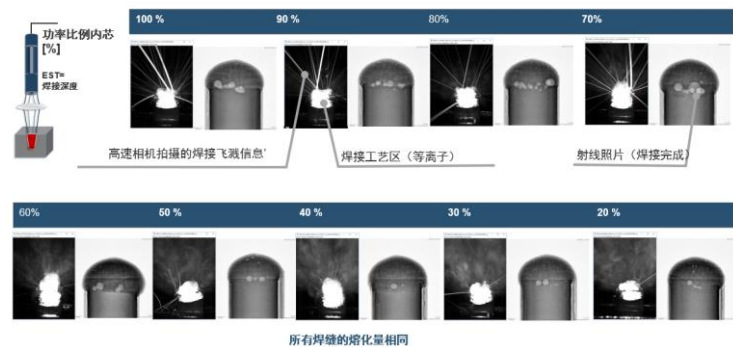 功率比例内芯
[%]
EST=
焊接深度
100 %
90 %
80%
70%
高速相机拍摄的焊接飞溅信息'
焊接工艺区（等离子）
射线照片（焊接完成）
60%
50 %
40 %
30 %
20 %
所有焊缝的熔化量相同